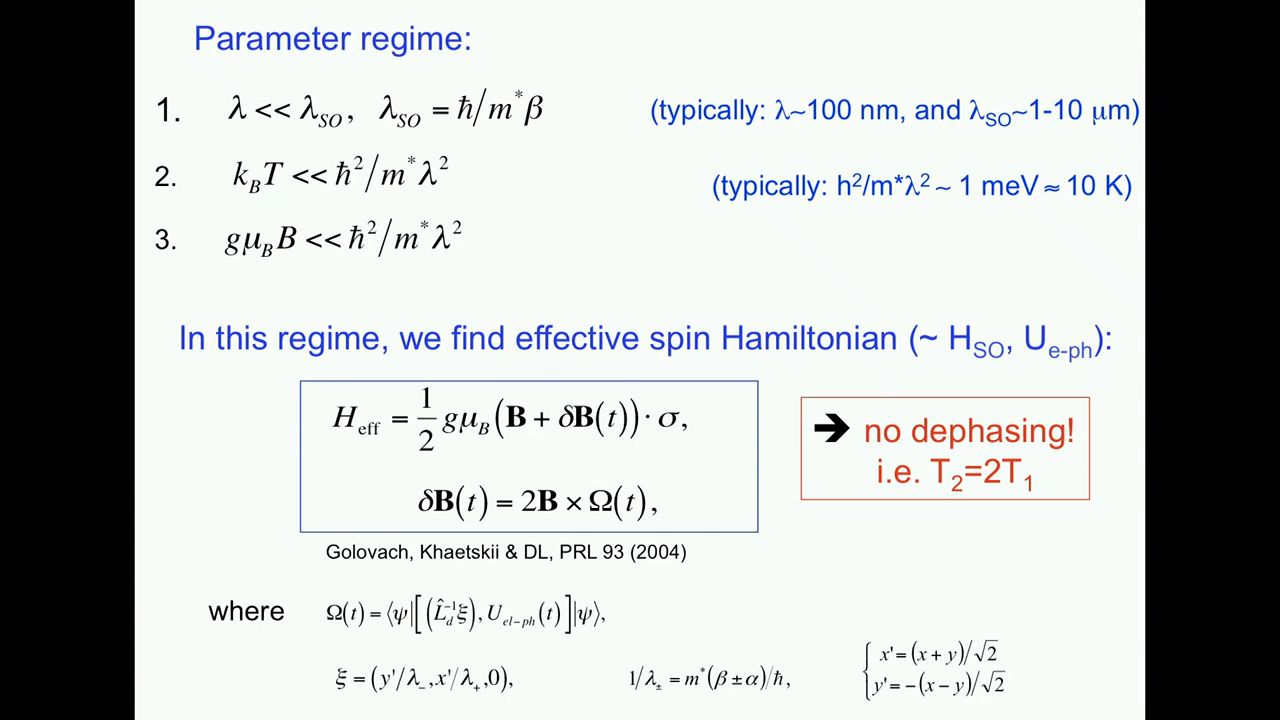 Parameter regime:
1. λ << λ_SO, λ_SO = ħ/m*β (typically: λ~100 nm, and λ_SO~1-10 μm)
2. k_B T << ħ²/m*λ² (typically: h²/m*λ² ~ 1 meV ≈ 10 K)
3. gμ_B B << ħ²/m*λ²
In this regime, we find effective spin Hamiltonian (~ H_SO, U_e-ph):
H_eff = 1/2 gμ_B (B + δB(t)) · σ,
δB(t) = 2B × Ω(t),
➔ no dephasing!
i.e. T₂=2T₁
Golovach, Khaetskii & DL, PRL 93 (2004)
where Ω(t) = ⟨ψ|[(L̂_d⁻¹ξ), U_el-ph(t)]|ψ⟩,
ξ = (y'/λ₋, x'/λ₊, 0), 1/λ± = m*(β ± α)/ħ, { x' = (x + y)/√2
y' = −(x − y)/√2